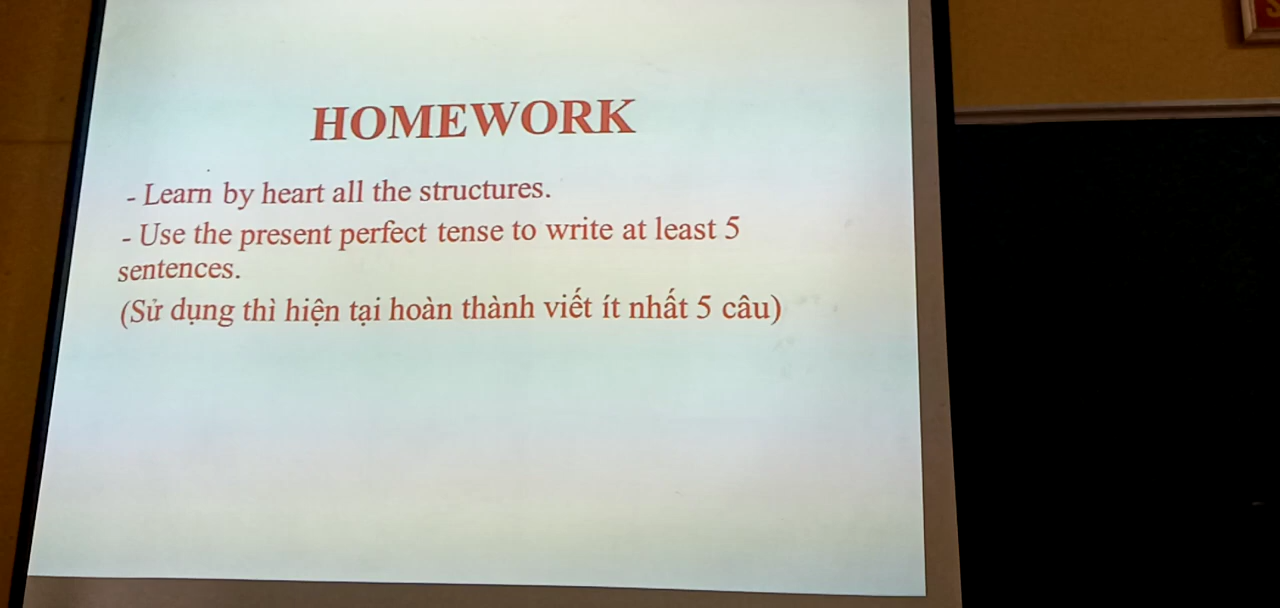 HOMEWORK
- Learn by heart all the structures.
- Use the present perfect tense to write at least 5
sentences.
(Sử dụng thì hiện tại hoàn thành viết ít nhất 5 câu)